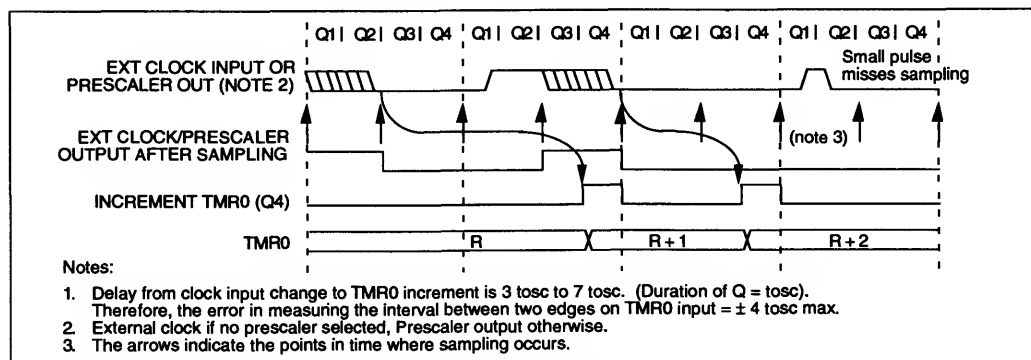 Q1| Q2| Q3| Q4 | Q1| Q2| Q3| Q4 | Q1| Q2| Q3| Q4 | Q1| Q2| Q3| Q4
EXT CLOCK INPUT OR
PRESCALER OUT (NOTE 2)
Small pulse
misses sampling
EXT CLOCK/PRESCALER
OUTPUT AFTER SAMPLING
(note 3)
INCREMENT TMR0 (Q4)
TMR0 R R + 1 R + 2
Notes:
1. Delay from clock input change to TMR0 increment is 3 tosc to 7 tosc. (Duration of Q = tosc).
Therefore, the error in measuring the interval between two edges on TMR0 input = ± 4 tosc max.
2. External clock if no prescaler selected, Prescaler output otherwise.
3. The arrows indicate the points in time where sampling occurs.